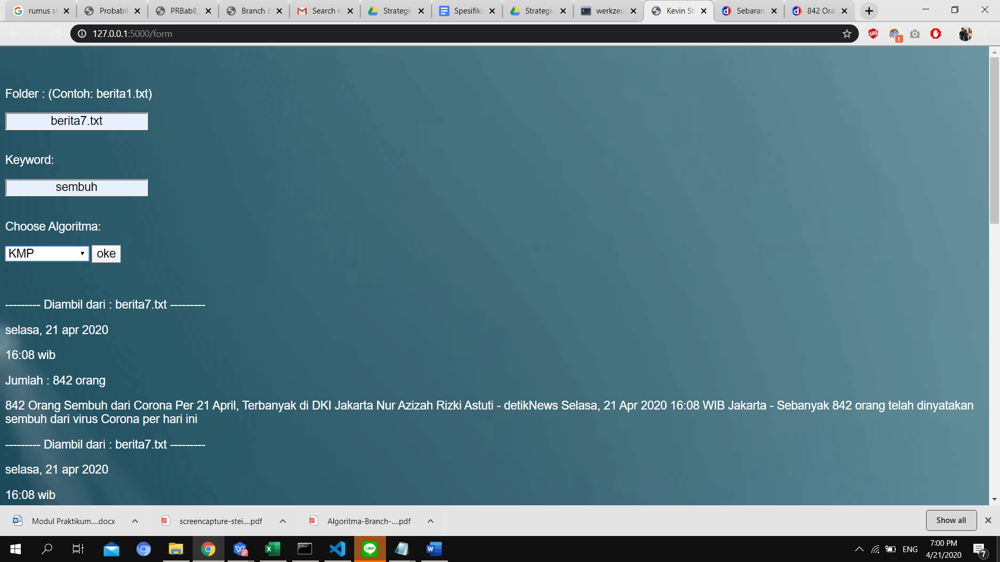 rumus st
Probabil
PRBab8_
Branch &
Search re
Strategi-
Spesifika
Strategi-
werkzeu
Kevin Ste
Sebaran
842 Oran
127.0.0.1:5000/form
Folder : (Contoh: berita1.txt)
berita7.txt
Keyword:
sembuh
Choose Algoritma:
KMP
oke
--------- Diambil dari : berita7.txt ---------
selasa, 21 apr 2020
16:08 wib
Jumlah : 842 orang
842 Orang Sembuh dari Corona Per 21 April, Terbanyak di DKI Jakarta Nur Azizah Rizki Astuti - detikNews Selasa, 21 Apr 2020 16:08 WIB Jakarta - Sebanyak 842 orang telah dinyatakan
sembuh dari virus Corona per hari ini
--------- Diambil dari : berita7.txt ---------
selasa, 21 apr 2020
16:08 wib
Modul Praktikum....docx
screencapture-stei....pdf
Algoritma-Branch-....pdf
Show all
ENG
7:00 PM
4/21/2020
7